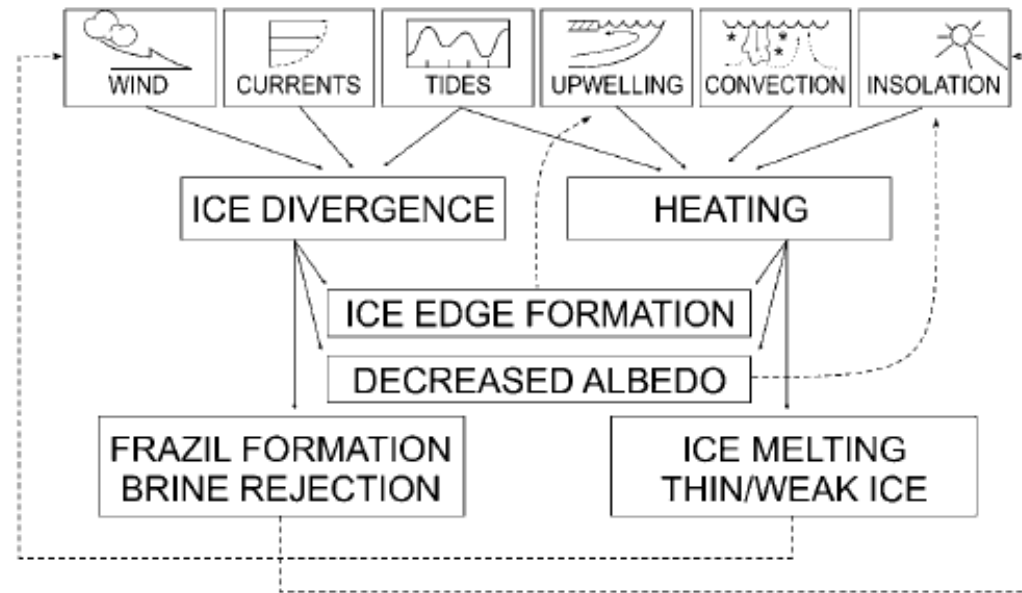 WIND
CURRENTS
TIDES
UPWELLING
CONVECTION
INSOLATION
ICE DIVERGENCE
HEATING
ICE EDGE FORMATION
DECREASED ALBEDO
FRAZIL FORMATION
BRINE REJECTION
ICE MELTING
THIN/WEAK ICE